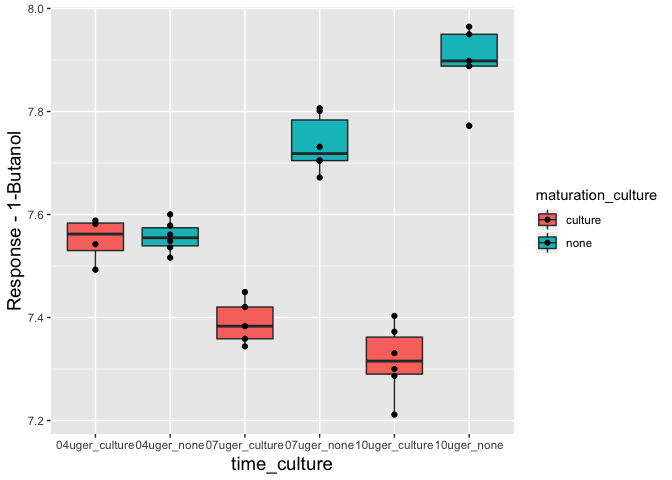 Response - 1-Butanol
8.0
7.8
7.6
7.4
7.2
04uger_culture
04uger_none
07uger_culture
07uger_none
10uger_culture
10uger_none
time_culture
maturation_culture
culture
none